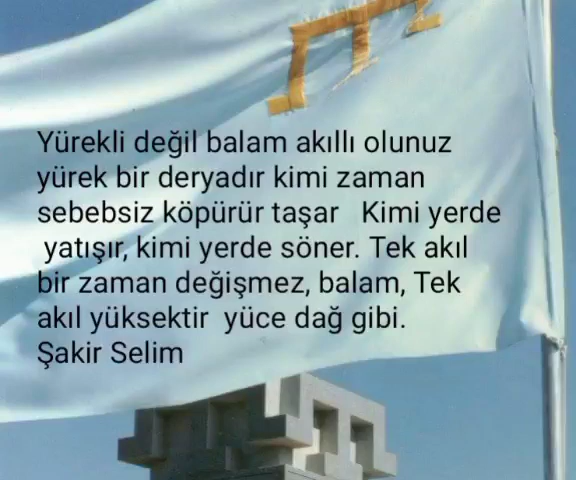 Yürekli değil balam akıllı olunuz
yürek bir deryadır kimi zaman
sebebsiz köpürür taşar Kimi yerde
yatışır, kimi yerde söner. Tek akıl
bir zaman değişmez, balam, Tek
akıl yüksektir yüce dağ gibi.
Şakir Selim